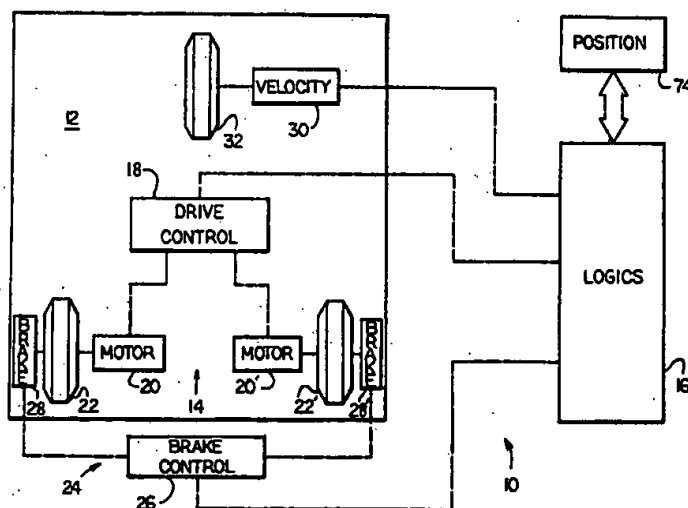 POSITION
74
12
VELOCITY
30
32
18
DRIVE
CONTROL
LOGICS
BRAKE
MOTOR
MOTOR
BRAKE
28
22
20
14
20'
22'
28'
16
BRAKE
CONTROL
24
26
10